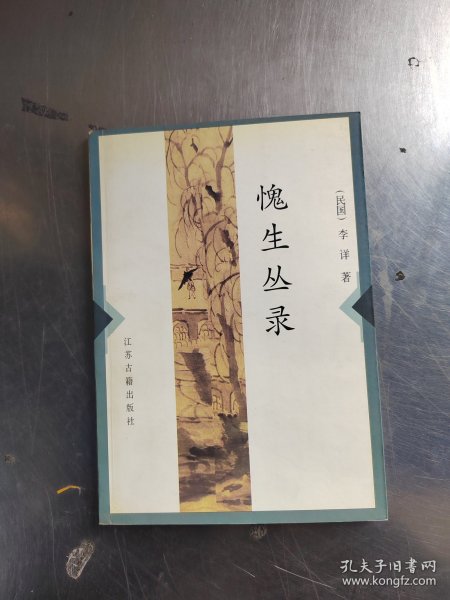 愧生丛录
（民国）李详 著
江苏古籍出版社
孔夫子旧书网
www.kongfz.com